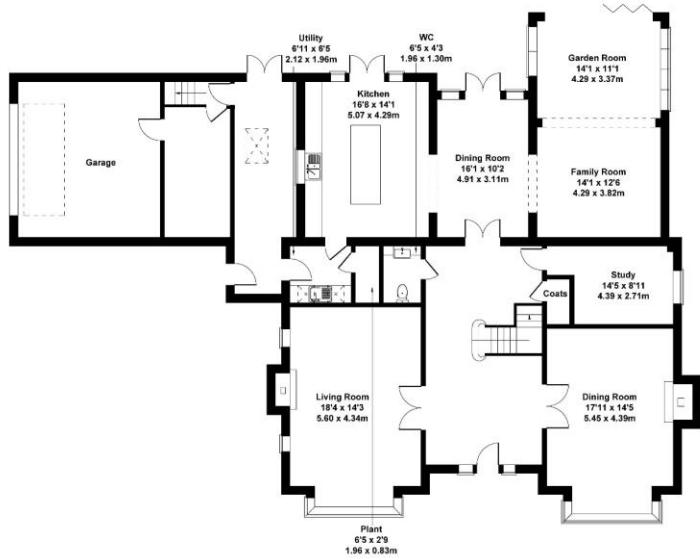 Utility
6'11 x 6'5
2.12 x 1.96m
WC
6'5 x 4'3
1.96 x 1.30m
Garden Room
14'1 x 11'1
4.29 x 3.37m
Kitchen
16'8 x 14'1
5.07 x 4.29m
Garage
Dining Room
16'1 x 10'2
4.91 x 3.11m
Family Room
14'1 x 12'6
4.29 x 3.82m
Study
14'5 x 8'11
4.39 x 2.71m
Coats
Living Room
18'4 x 14'3
5.60 x 4.34m
Dining Room
17'11 x 14'5
5.45 x 4.39m
Plant
6'5 x 2'9
1.96 x 0.83m